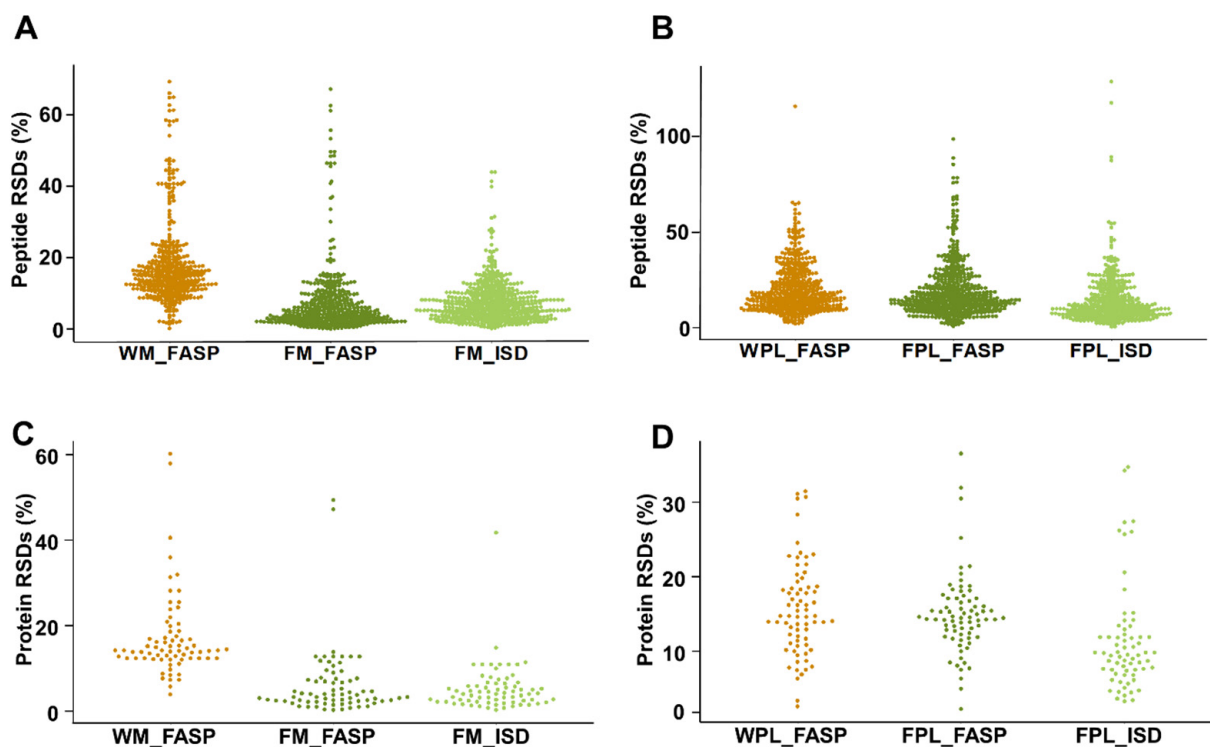 A
Peptide RSDs (%)
60
40
20
0
WM_FASP FM_FASP FM_ISD
B
Peptide RSDs (%)
100
50
0
WPL_FASP FPL_FASP FPL_ISD
C
Protein RSDs (%)
60
40
20
0
WM_FASP FM_FASP FM_ISD
D
Protein RSDs (%)
30
20
10
0
WPL_FASP FPL_FASP FPL_ISD